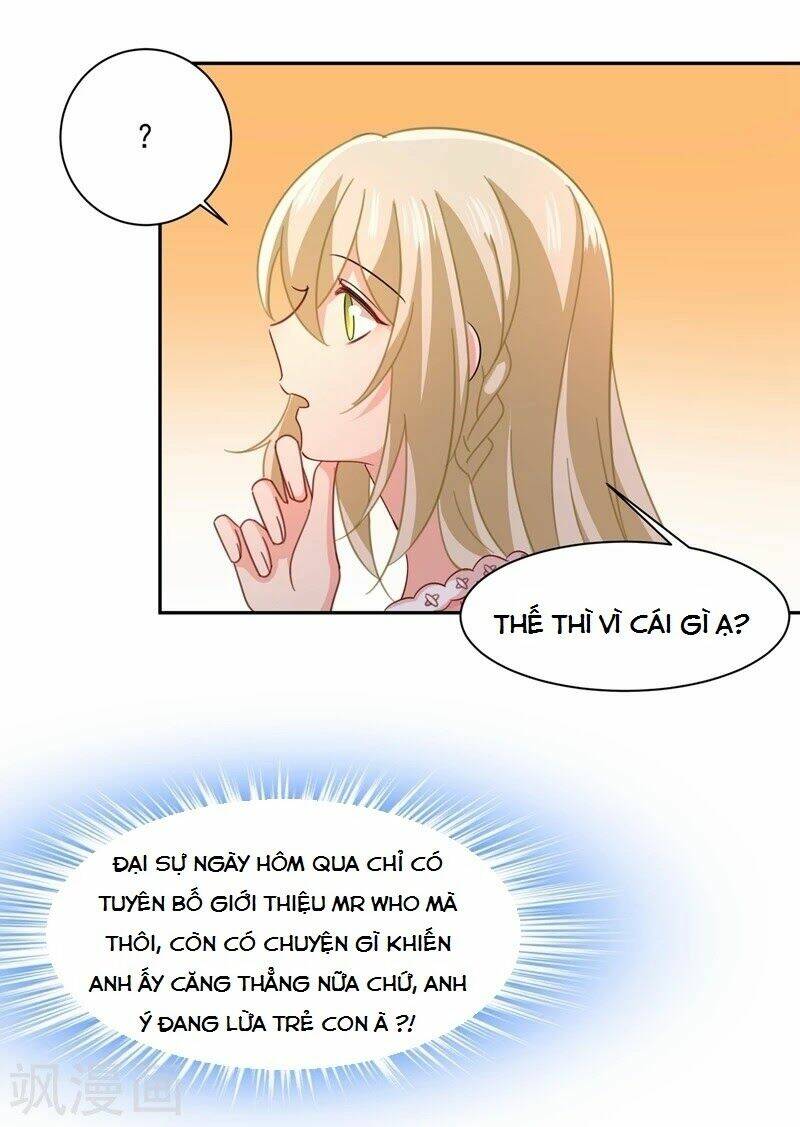 ?
THẾ THÌ VÌ CÁI GÌ Ạ?
ĐẠI SỰ NGÀY HÔM QUA CHỈ CÓ
TUYÊN BỐ GIỚI THIỆU MR WHO MÀ
THÔI, CÒN CÓ CHUYỆN GÌ KHIẾN
ANH ẤY CĂNG THẲNG NỮA CHỨ, ANH
Ý ĐANG LỪA TRẺ CON À ?!
飒漫画